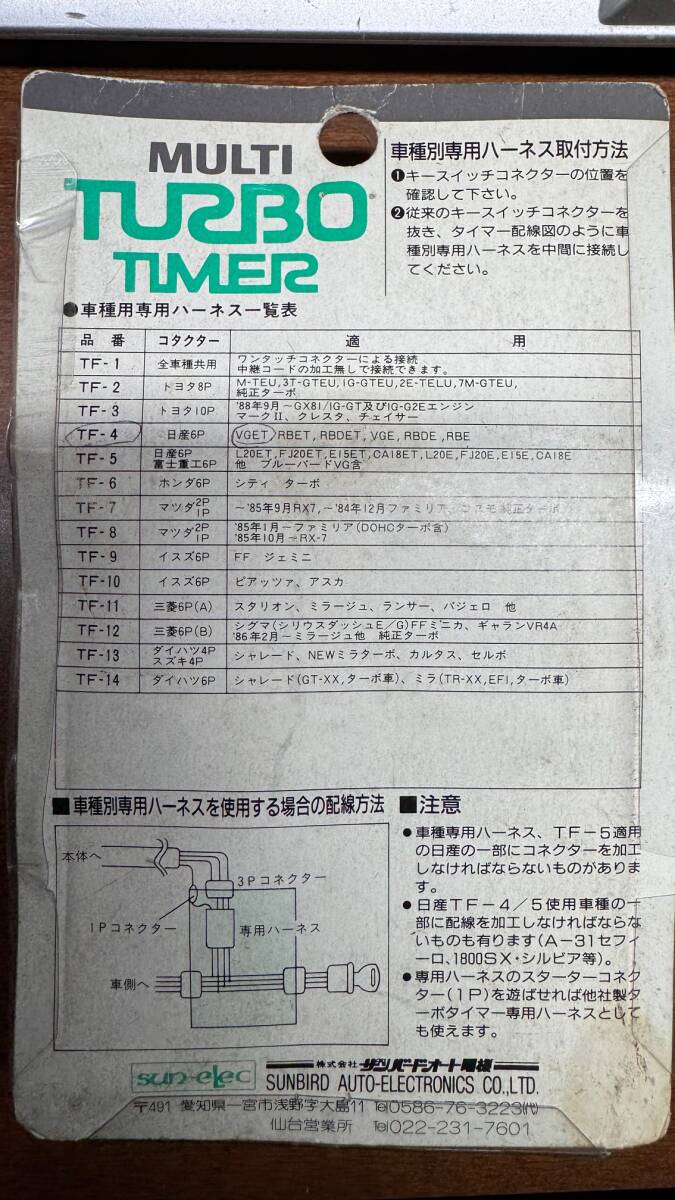 MULTI
TURBO
TIMER
車種別専用ハーネス取付方法
❶キースイッチコネクターの位置を
確認して下さい。
❷従来のキースイッチコネクターを
抜き、タイマー配線図のように車
種別専用ハーネスを中間に接続し
てください。
●車種用専用ハーネス一覧表
品番 コタクター 適用
TF-1 全車種共用 ワンタッチコネクターによる接続
中継コードの加工無しで接続できます。
TF-2 トヨタ8P M-TEU,3T-GTEU,1G-GTEU,2E-TELU,7M-GTEU,
純正ターボ
TF-3 トヨタ10P '88年9月〜GX81/1G-GT及び1G-G2Eエンジン
マークⅡ、クレスタ、チェイサー
TF-4 日産6P VGET,RBET,RBDET,VGE,RBDE,RBE
TF-5 日産6P 富士重工6P L20ET,FJ20ET,E15ET,CA18ET,L20E,FJ20E,E15E,CA18E
他 ブルーバードVG含
TF-6 ホンダ6P シティ ターボ
TF-7 マツダ2P 1P 〜'85年9月RX7,〜'84年12月ファミリア、コスモ純正ターボ
TF-8 マツダ2P 1P '85年1月〜ファミリア(DOHCターボ含)
'85年10月〜RX-7
TF-9 イスズ6P FF ジェミニ
TF-10 イスズ6P ピアッツァ、アスカ
TF-11 三菱6P(A) スタリオン、ミラージュ、ランサー、パジェロ 他
TF-12 三菱6P(B) シグマ(シリウスダッシュE/G)FFミニカ、ギャランVR4A
'86年2月〜ミラージュ他 純正ターボ
TF-13 ダイハツ4P スズキ4P シャレード、NEWミラターボ、カルタス、セルボ
TF-14 ダイハツ6P シャレード(GT-XX,ターボ車)、ミラ(TR-XX,EFI,ターボ車)
■車種別専用ハーネスを使用する場合の配線方法
本体へ
3Pコネクター
1Pコネクター
専用ハーネス
車側へ
■注意
●車種専用ハーネス、TF-5適用
の日産の一部にコネクターを加工
しなければならないものがありま
す。
●日産TF-4/5使用車種の一
部に配線を加工しなければならな
いものも有ります(A-31セフィ
ーロ、1800SX・シルビア等)。
●専用ハーネスのスターターコネク
ター(1P)を遊ばせれば他社製タ
ーボタイマー専用ハーネスとして
も使えます。
sun-elec
株式会社 サンバードオート電機
SUNBIRD AUTO-ELECTRONICS CO.,LTD.
〒491 愛知県一宮市浅野字大島11 ℡0586-76-3223(代)
仙台営業所 ℡022-231-7601